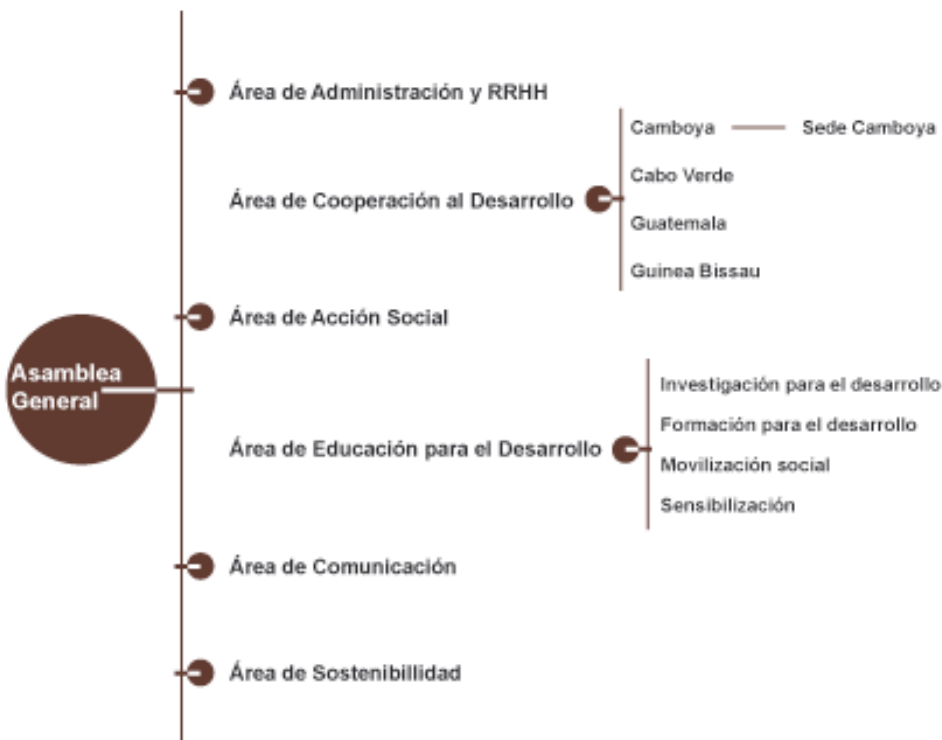 Asamblea
General
Área de Administración y RRHH
Área de Cooperación al Desarrollo
Camboya
Sede Camboya
Cabo Verde
Guatemala
Guinea Bissau
Área de Acción Social
Área de Educación para el Desarrollo
Investigación para el desarrollo
Formación para el desarrollo
Movilización social
Sensibilización
Área de Comunicación
Área de Sostenibillidad